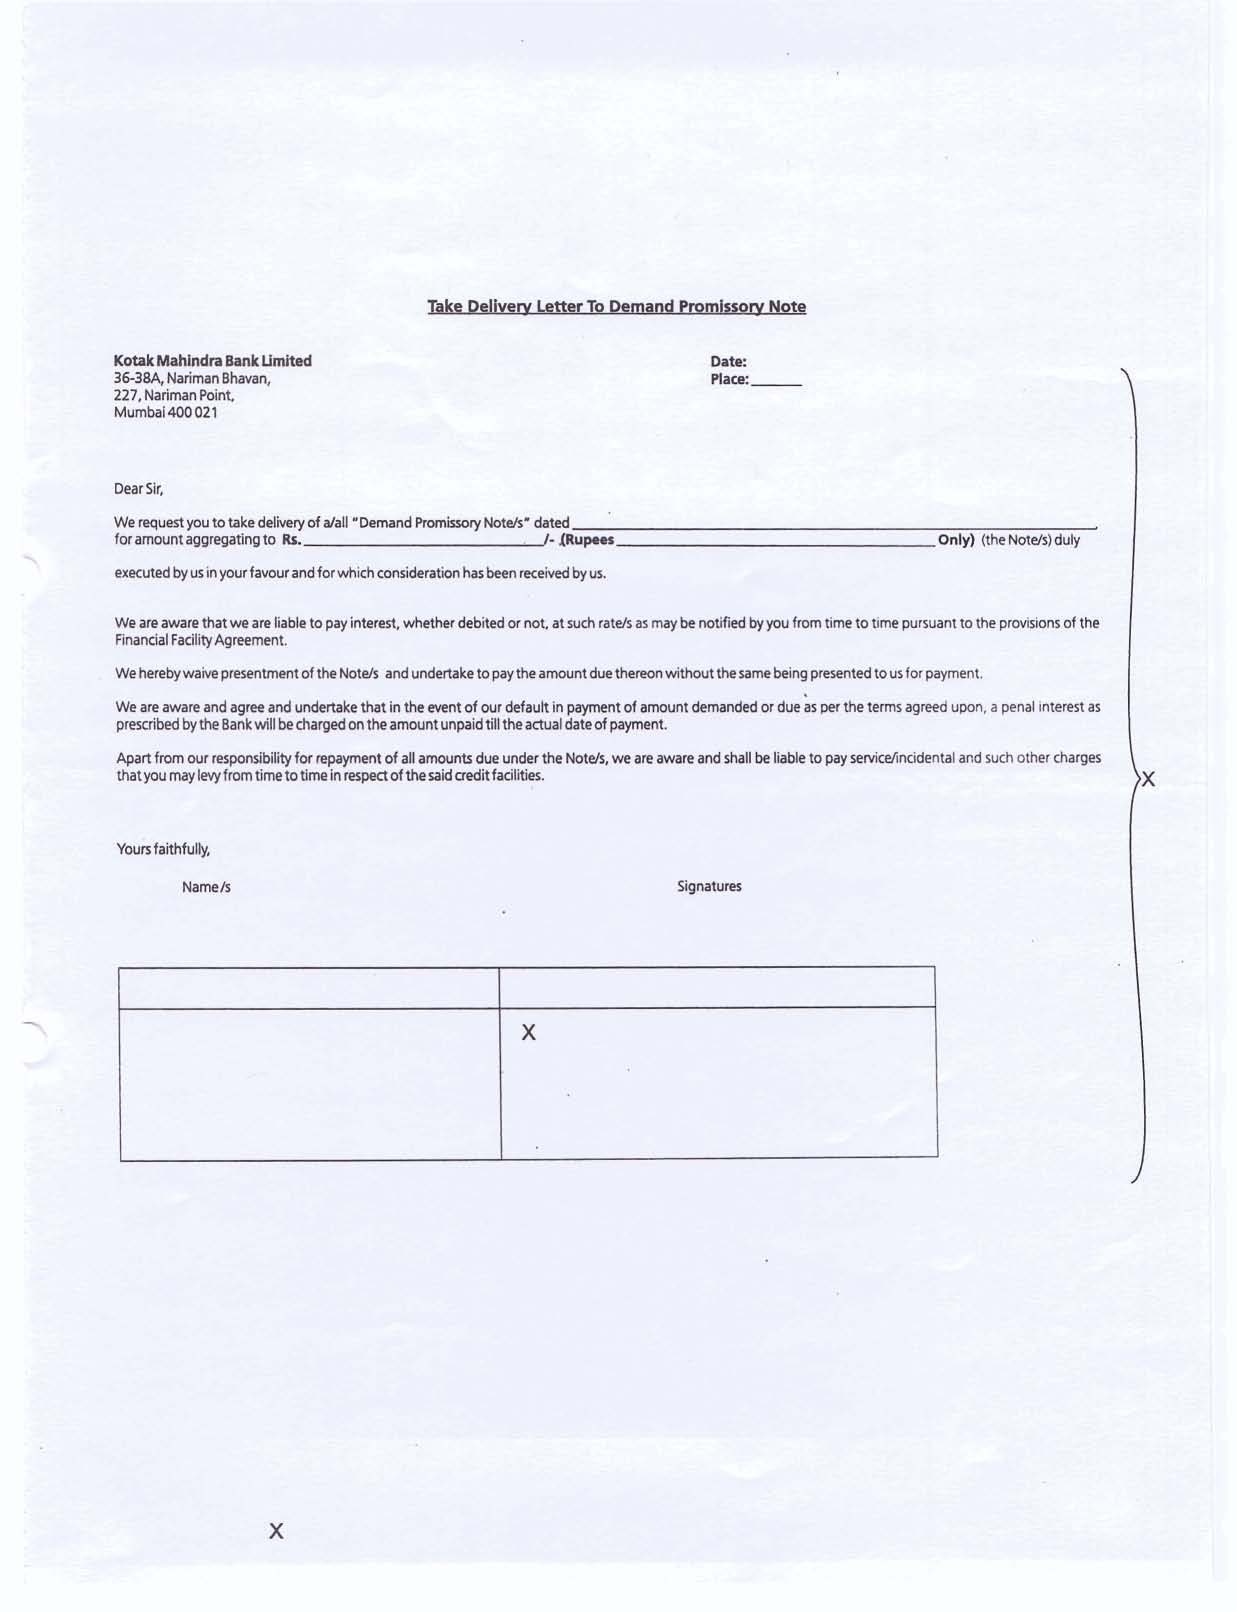 Take Delivery Letter To Demand Promissory Note
Kotak Mahindra Bank Limited
36-38A, Nariman Bhavan,
227, Nariman Point,
Mumbai 400 021
Date:
Place:______
Dear Sir,
We request you to take delivery of a/all "Demand Promissory Note/s" dated ____________________,
for amount aggregating to Rs.____________________/- (Rupees____________________Only) (the Note/s) duly
executed by us in your favour and for which consideration has been received by us.
We are aware that we are liable to pay interest, whether debited or not, at such rate/s as may be notified by you from time to time pursuant to the provisions of the
Financial Facility Agreement.
We hereby waive presentment of the Note/s and undertake to pay the amount due thereon without the same being presented to us for payment.
We are aware and agree and undertake that in the event of our default in payment of amount demanded or due as per the terms agreed upon, a penal interest as
prescribed by the Bank will be charged on the amount unpaid till the actual date of payment.
Apart from our responsibility for repayment of all amounts due under the Note/s, we are aware and shall be liable to pay service/incidental and such other charges
that you may levy from time to time in respect of the said credit facilities.
X
Yours faithfully,
Name/s
Signatures
X
X